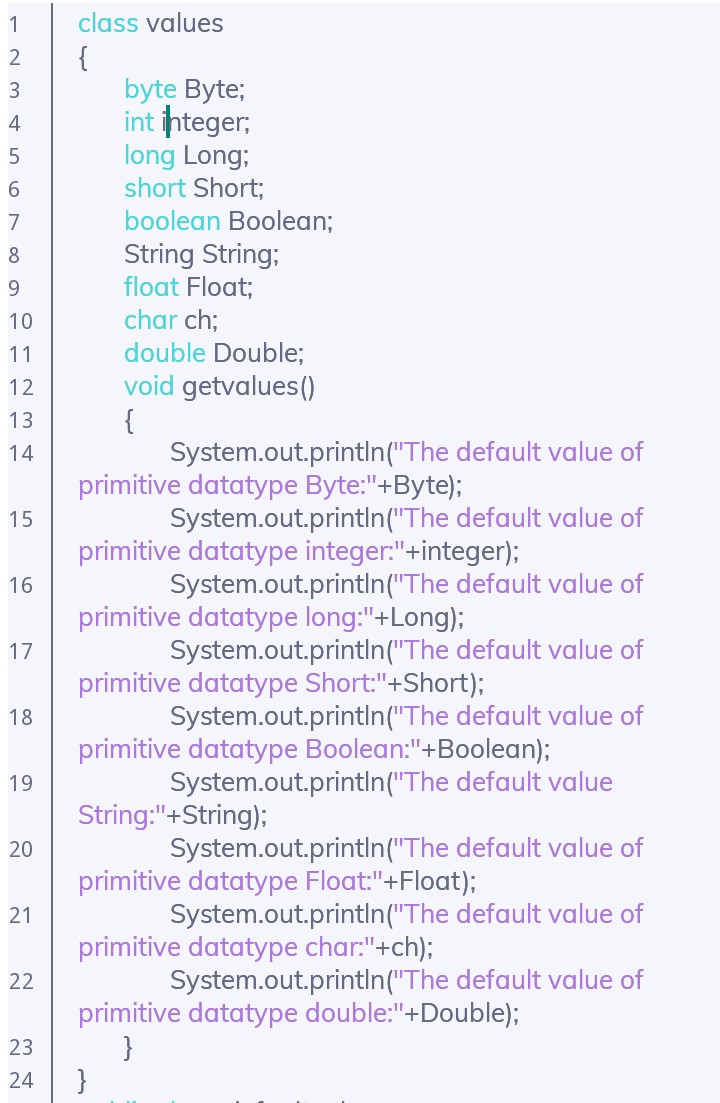 1 class values
2 {
3 byte Byte;
4 int integer;
5 long Long;
6 short Short;
7 boolean Boolean;
8 String String;
9 float Float;
10 char ch;
11 double Double;
12 void getvalues()
13 {
14 System.out.println("The default value of
primitive datatype Byte:"+Byte);
15 System.out.println("The default value of
primitive datatype integer:"+integer);
16 System.out.println("The default value of
primitive datatype long:"+Long);
17 System.out.println("The default value of
primitive datatype Short:"+Short);
18 System.out.println("The default value of
primitive datatype Boolean:"+Boolean);
19 System.out.println("The default value
String:"+String);
20 System.out.println("The default value of
primitive datatype Float:"+Float);
21 System.out.println("The default value of
primitive datatype char:"+ch);
22 System.out.println("The default value of
primitive datatype double:"+Double);
23 }
24 }